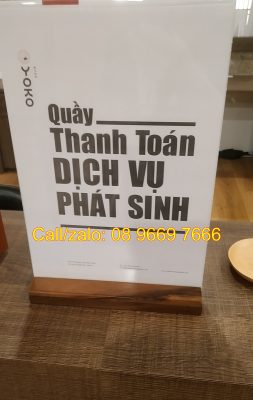 YOKO
Quầy
Thanh Toán
DỊCH VỤ
PHÁT SINH
Call/zalo: 08 9669 7666